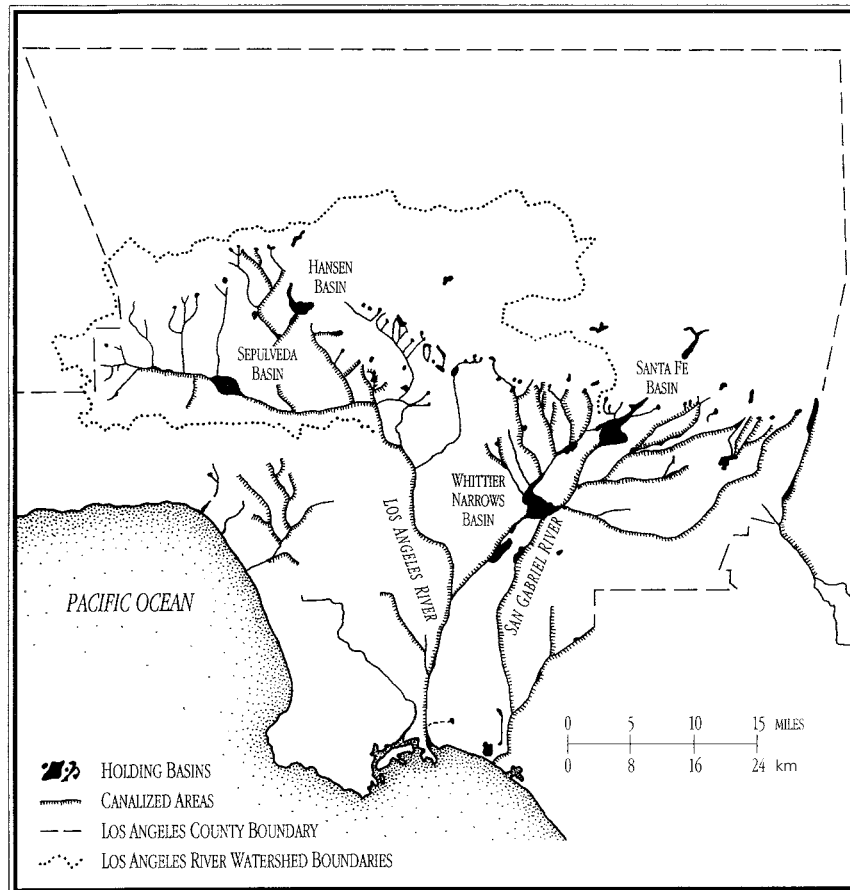 HANSEN
BASIN
SEPULVEDA
BASIN
SANTA FE
BASIN
WHITTIER
NARROWS
BASIN
LOS ANGELES RIVER
SAN GABRIEL RIVER
PACIFIC OCEAN
0 5 10 15 MILES
0 8 16 24 km
HOLDING BASINS
CANALIZED AREAS
LOS ANGELES COUNTY BOUNDARY
LOS ANGELES RIVER WATERSHED BOUNDARIES